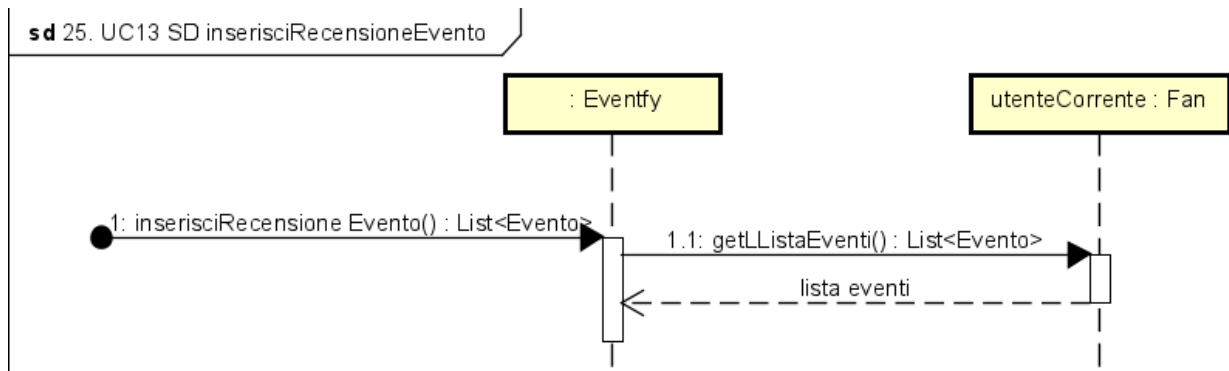 sd 25. UC13 SD inserisciRecensioneEvento
: Eventfy
utenteCorrente : Fan
1: inserisciRecensione Evento() : List<Evento>
1.1: getLListaEventi() : List<Evento>
lista eventi